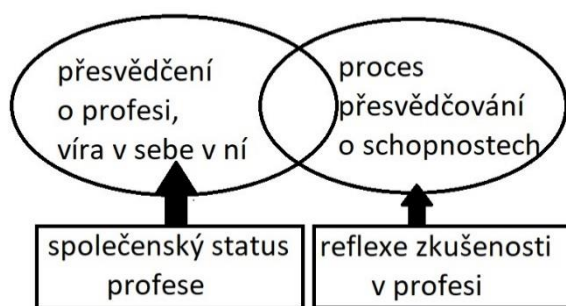 přesvědčení
o profesi,
víra v sebe v ní
proces
přesvědčování
o schopnostech
společenský status
profese
reflexe zkušenosti
v profesi